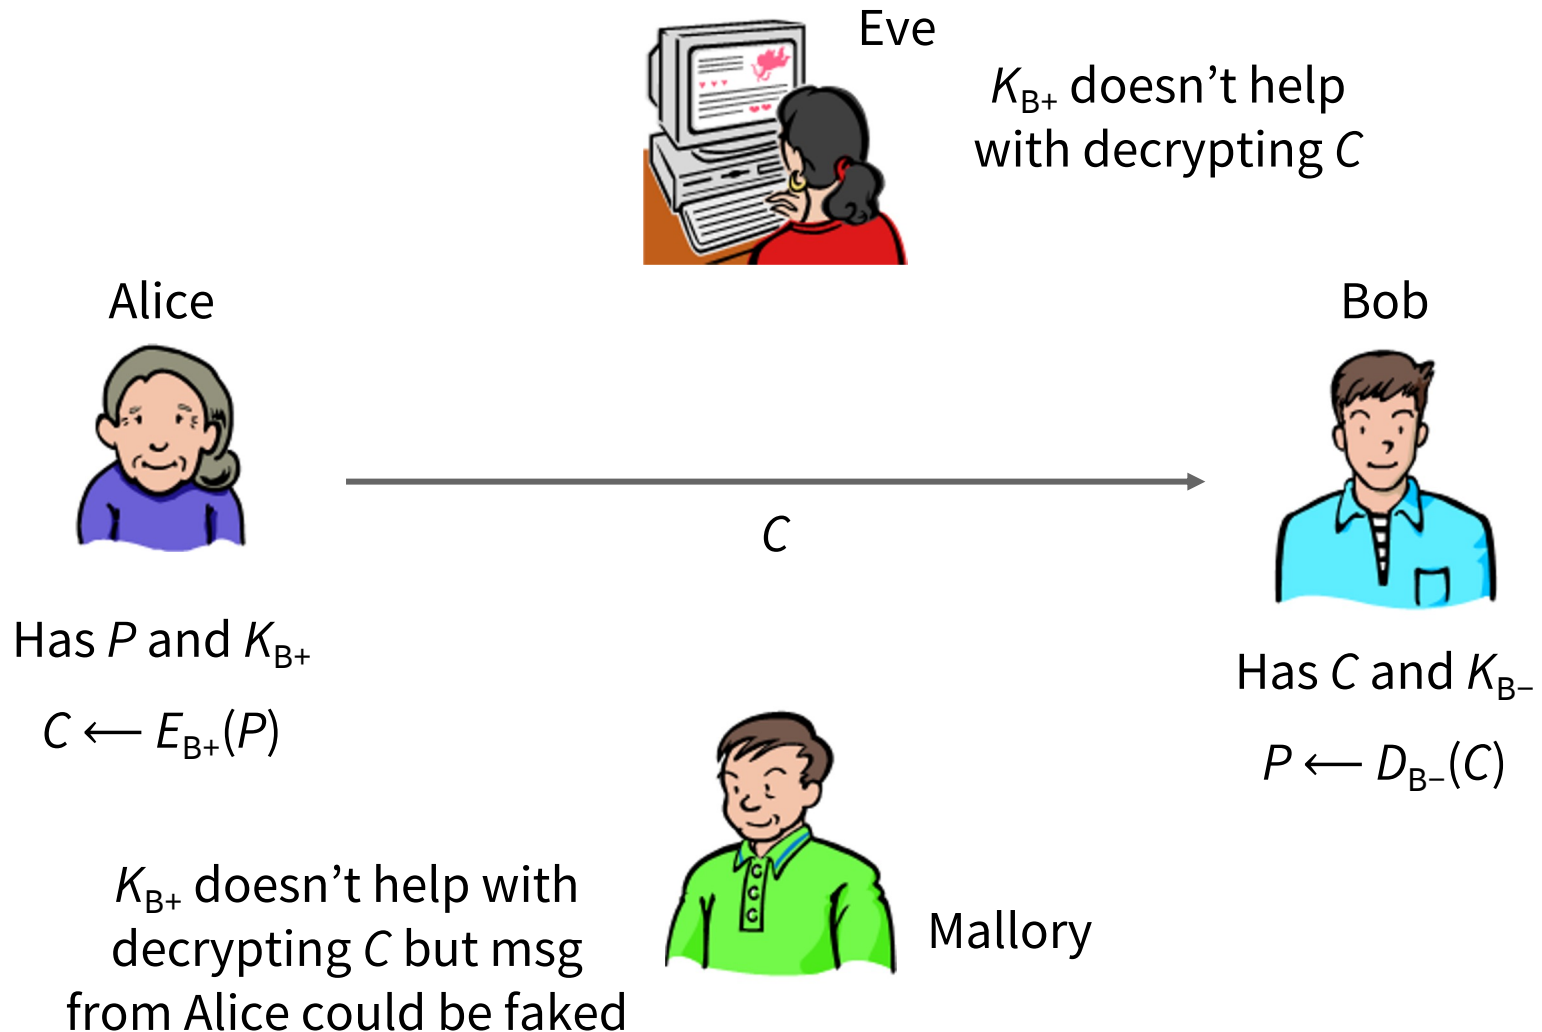 Eve
K_B+ doesn’t help
with decrypting C
Alice
Bob
C
Has P and K_B+
C ⟵ E_B+(P)
Has C and K_B−
P ⟵ D_B−(C)
K_B+ doesn’t help with
decrypting C but msg
from Alice could be faked
Mallory